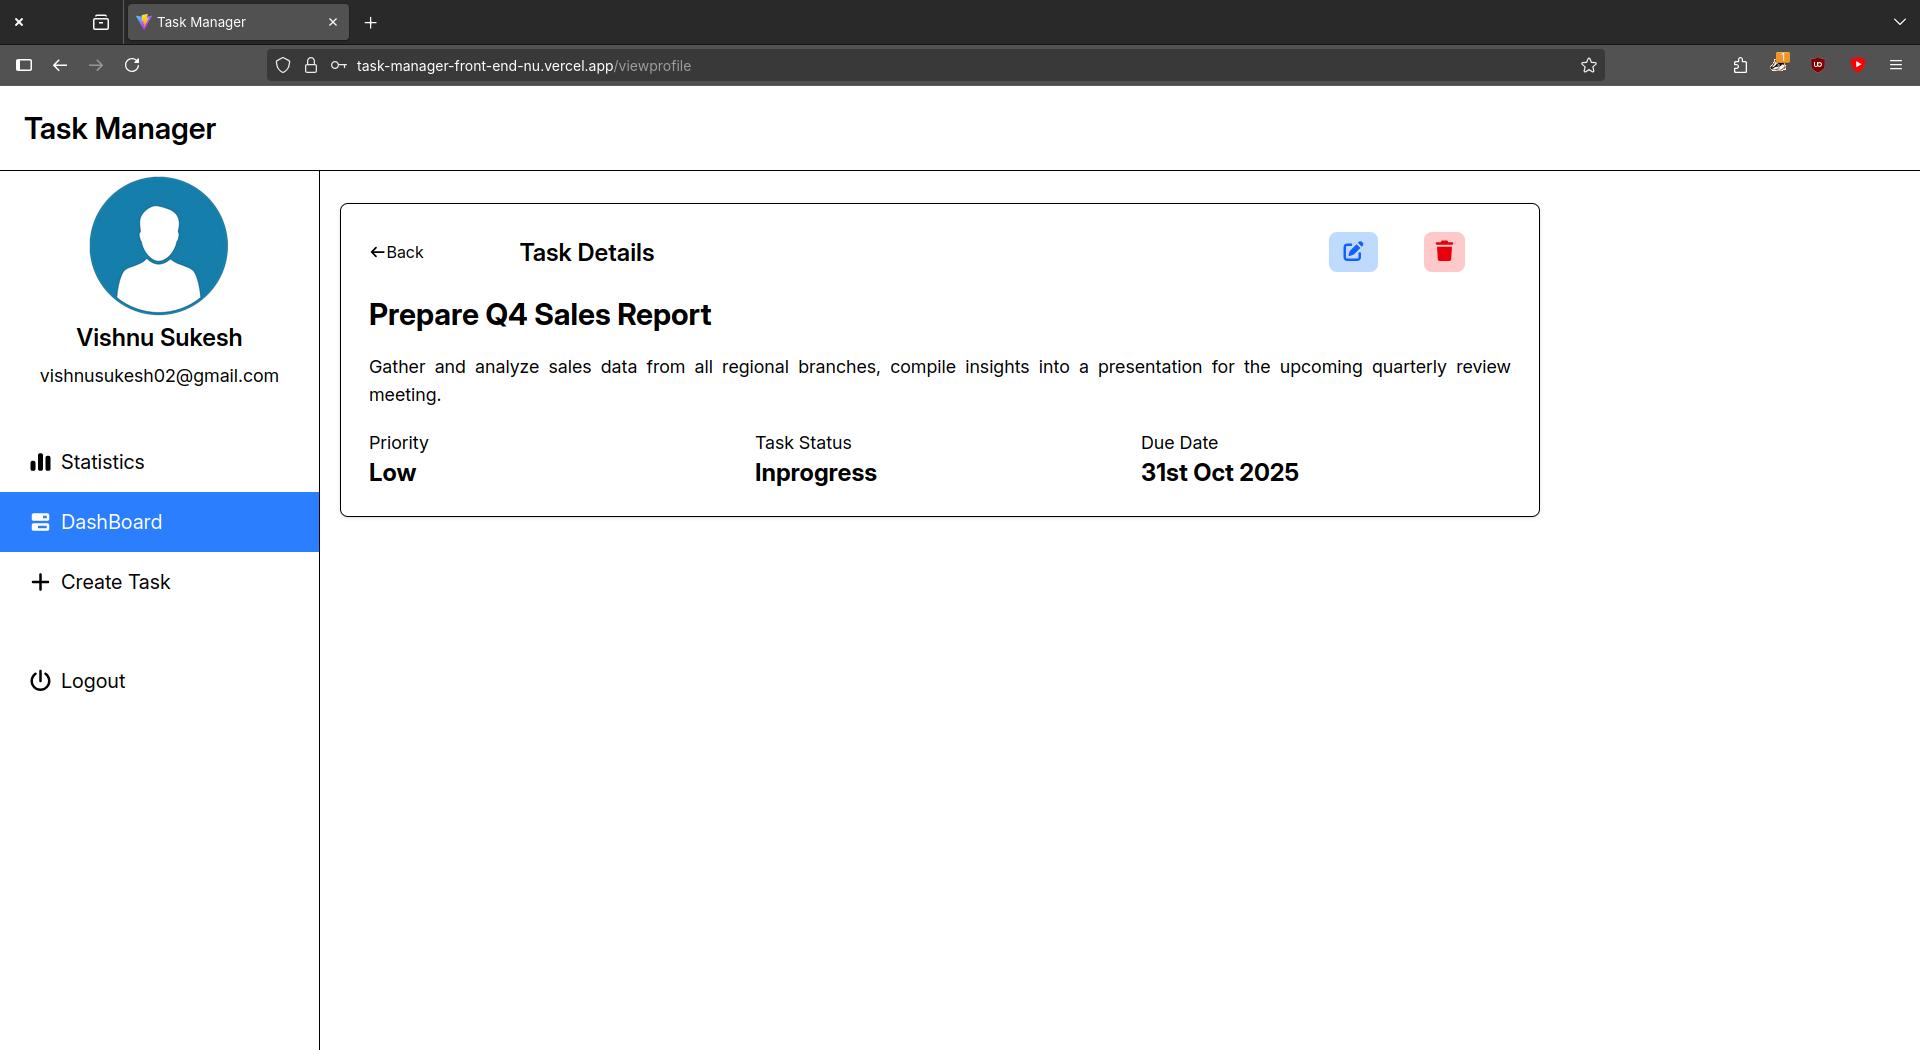 Task Manager
task-manager-front-end-nu.vercel.app/viewprofile
1
UO
Task Manager
Vishnu Sukesh
vishnusukesh02@gmail.com
Statistics
DashBoard
Create Task
Logout
Back
Task Details
Prepare Q4 Sales Report
Gather and analyze sales data from all regional branches, compile insights into a presentation for the upcoming quarterly review
meeting.
Priority
Task Status
Due Date
Low
Inprogress
31st Oct 2025